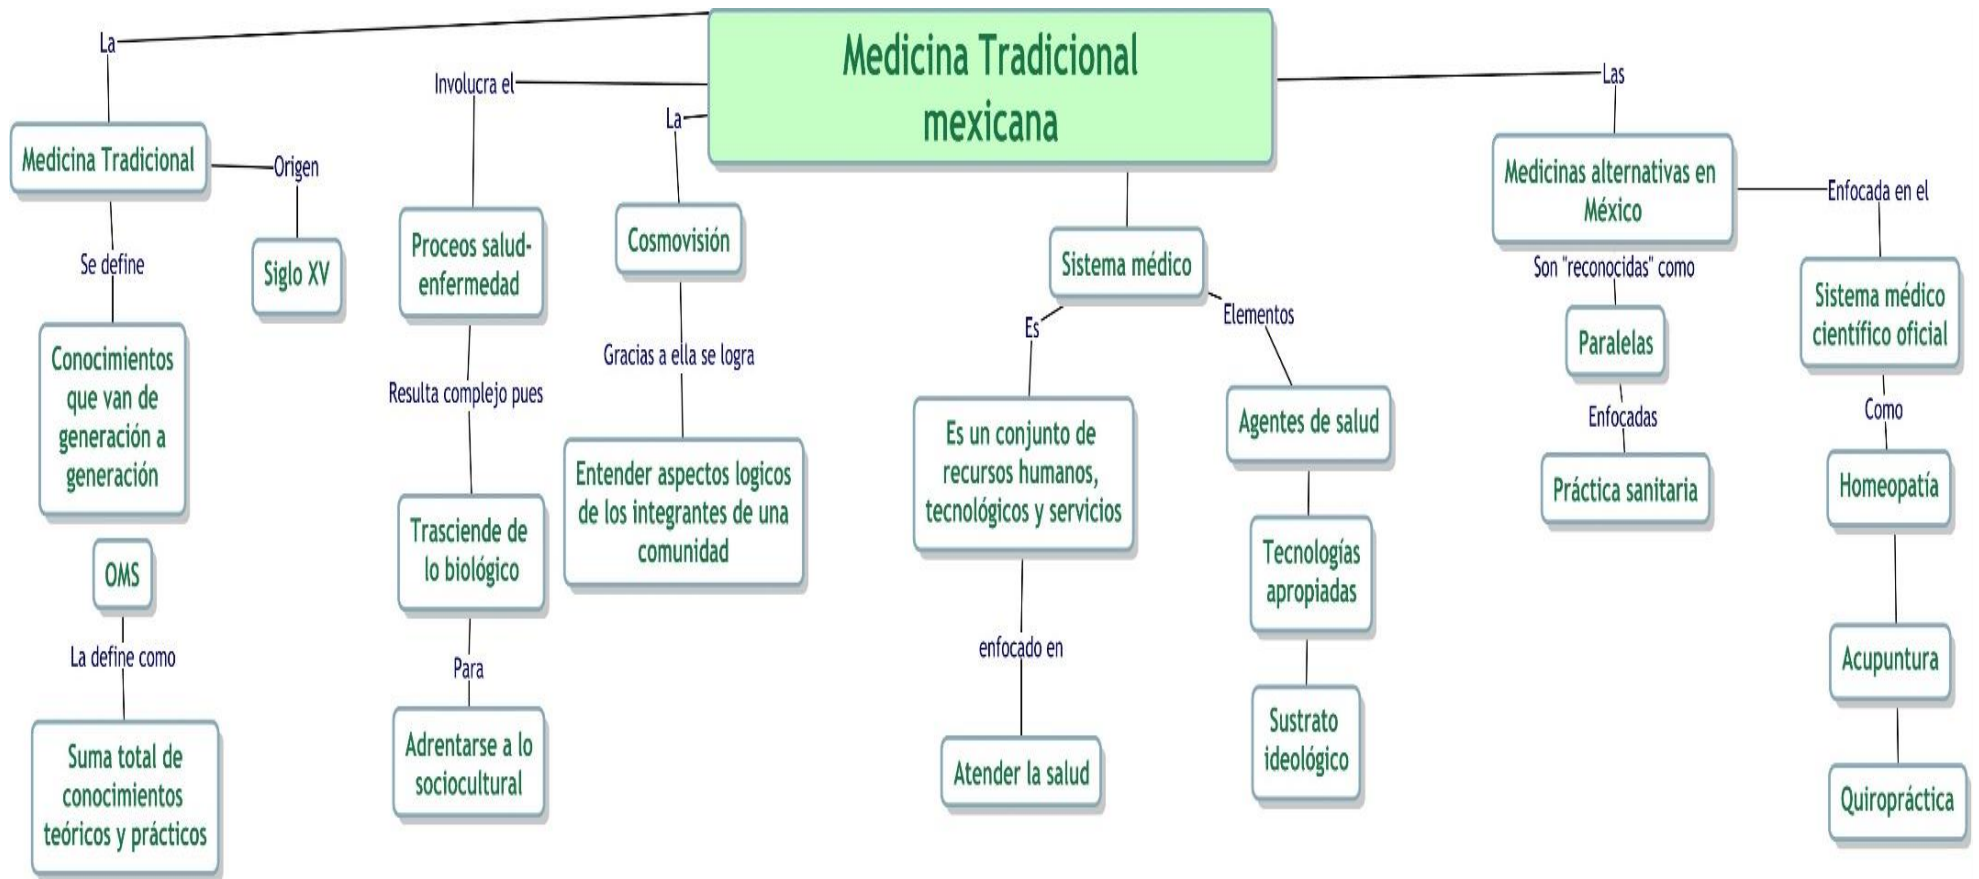 Medicina Tradicional
mexicana
La
Medicina Tradicional
Origen
Siglo XV
Se define
Conocimientos
que van de
generación a
generación
OMS
La define como
Suma total de
conocimientos
teóricos y prácticos
Involucra el
Proceos salud-
enfermedad
Resulta complejo pues
Trasciende de
lo biológico
Para
Adrentarse a lo
sociocultural
La
Cosmovisión
Gracias a ella se logra
Entender aspectos logicos
de los integrantes de una
comunidad
Sistema médico
Es
Es un conjunto de
recursos humanos,
tecnológicos y servicios
enfocado en
Atender la salud
Elementos
Agentes de salud
Tecnologías
apropiadas
Sustrato
ideológico
Las
Medicinas alternativas en
México
Son "reconocidas" como
Paralelas
Enfocadas
Práctica sanitaria
Enfocada en el
Sistema médico
científico oficial
Como
Homeopatía
Acupuntura
Quiropráctica